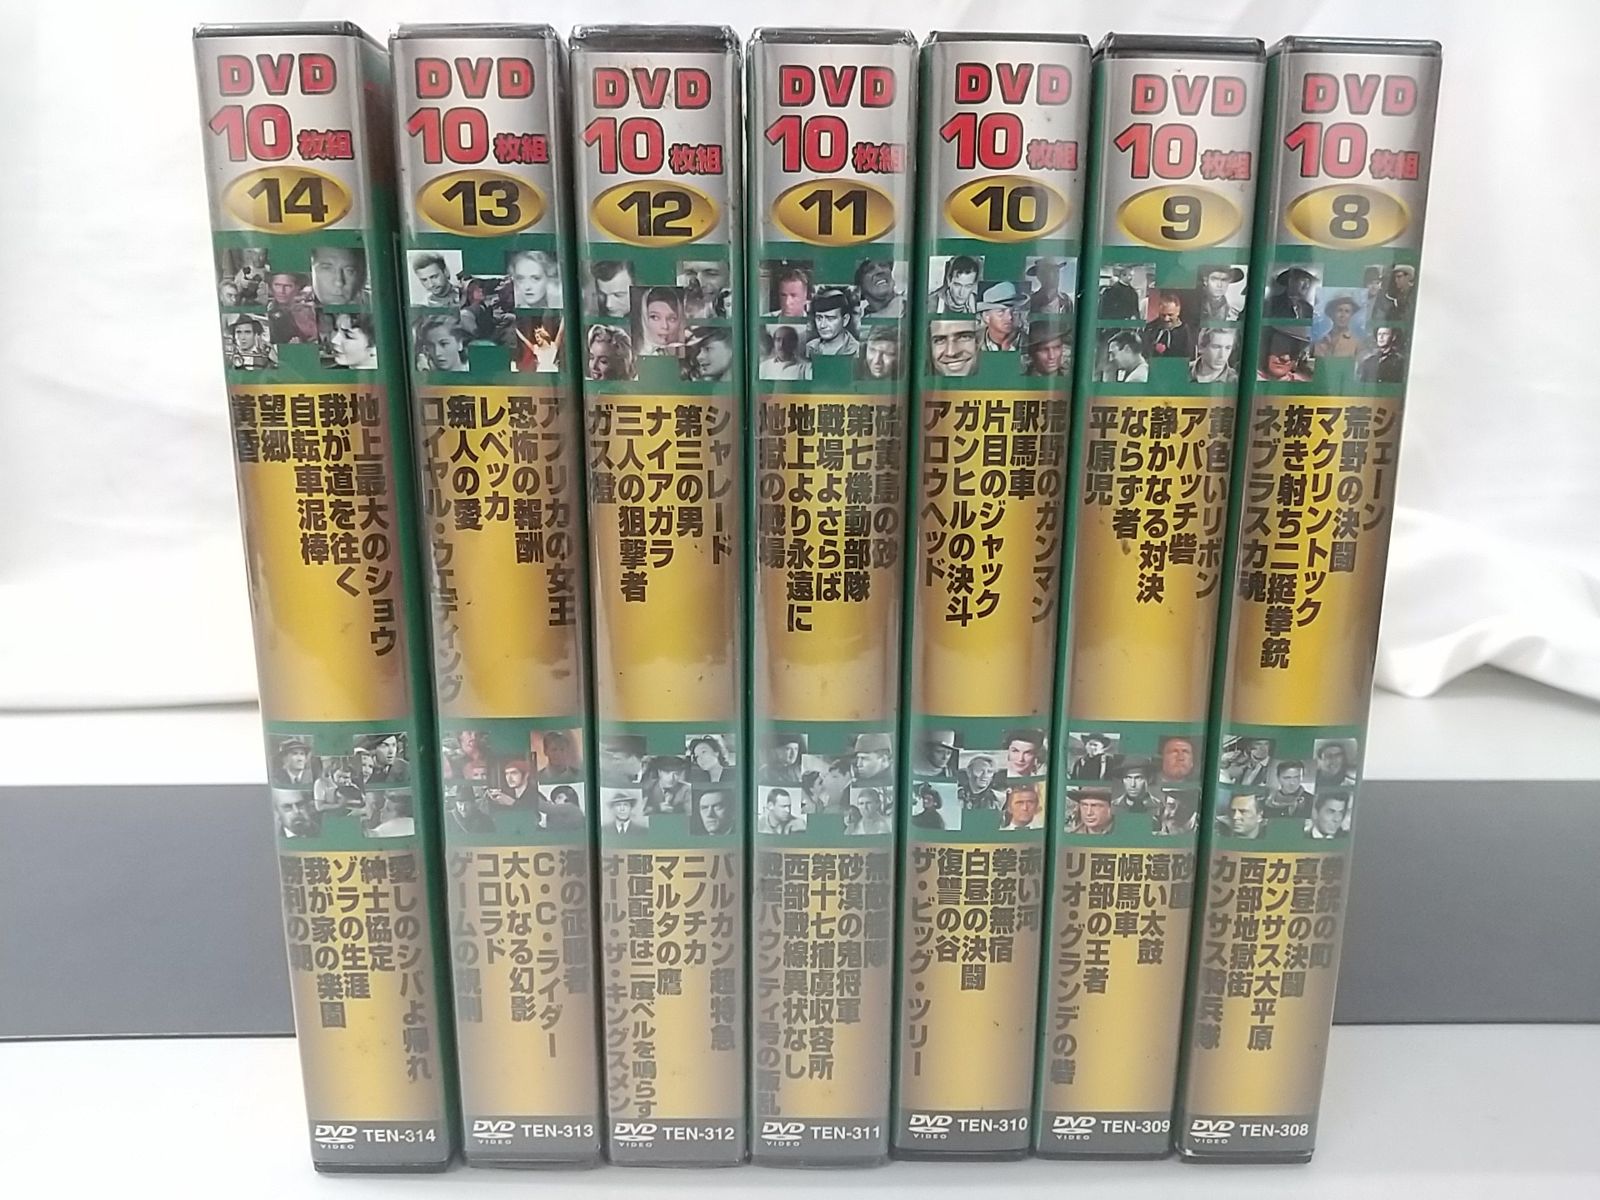 DVD
10枚組
14
地上最大のショウ
我が道を往く
自転車泥棒
望郷
黄昏
愛しのシバよ帰れ
紳士協定
ゾラの生涯
我が家の楽園
勝利の朝
DVD VIDEO
TEN-314
DVD
10枚組
13
アフリカの女王
恐怖の報酬
レベッカ
痴人の愛
ロイヤル・ウエディング
海の征服者
C・C・ライダー
大いなる幻影
コロラド
ゲームの規則
DVD VIDEO
TEN-313
DVD
10枚組
12
シャレード
第三の男
ナイアガラ
三人の狙撃者
ガス燈
バルカン超特急
ニノチカ
マルタの鷹
郵便配達は二度ベルを鳴らす
オール・ザ・キングスメン
DVD VIDEO
TEN-312
DVD
10枚組
11
硫黄島の砂
第七機動部隊
戦場よさらば
地上より永遠に
地獄の戦場
無敵艦隊
砂漠の鬼将軍
第十七捕虜収容所
西部戦線異状なし
戦艦バウンティ号の叛乱
DVD VIDEO
TEN-311
DVD
10枚組
10
荒野のガンマン
駅馬車
片目のジャック
ガンヒルの決斗
アロウヘッド
赤い河
拳銃無宿
白昼の決闘
復讐の谷
ザ・ビッグ・ツリー
DVD VIDEO
TEN-310
DVD
10枚組
9
黄色いリボン
アパッチ砦
静かなる対決
ならず者
平原児
砂塵
遠い太鼓
幌馬車
西部の王者
リオ・グランデの砦
DVD VIDEO
TEN-309
DVD
10枚組
8
シェーン
荒野の決闘
マクリントック
抜き射ち二挺拳銃
ネブラスカ魂
拳銃の町
真昼の決闘
カンサス大平原
西部地獄街
カンサス騎兵隊
DVD VIDEO
TEN-308